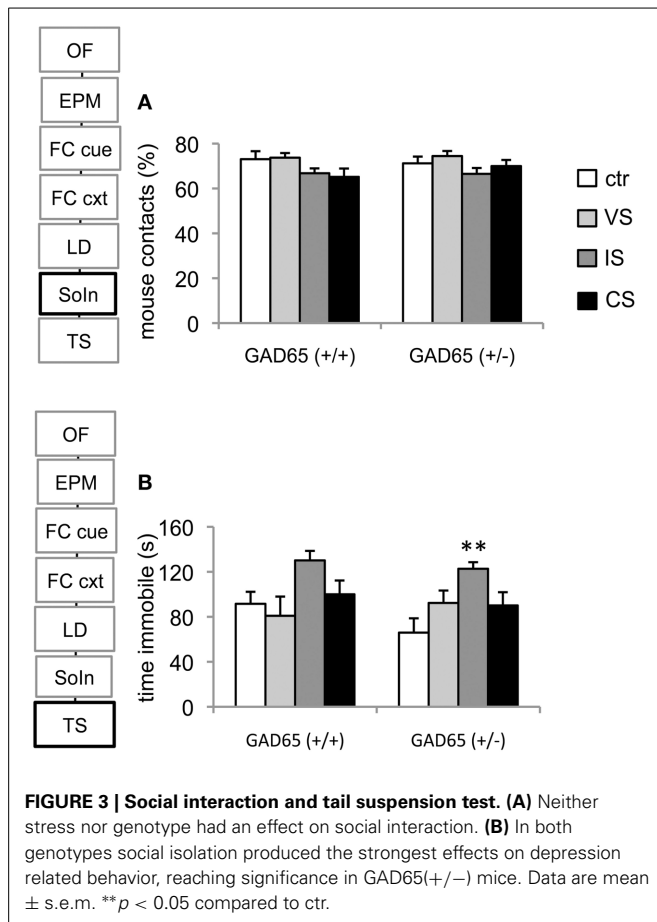 OF
EPM
FC cue
FC cxt
LD
SoIn
TS
A
mouse contacts (%)
80
60
40
20
0
GAD65 (+/+)
GAD65 (+/-)
ctr
VS
IS
CS
OF
EPM
FC cue
FC cxt
LD
SoIn
TS
B
time immobile (s)
160
120
80
40
0
**
GAD65 (+/+)
GAD65 (+/-)
FIGURE 3 | Social interaction and tail suspension test. (A) Neither
stress nor genotype had an effect on social interaction. (B) In both
genotypes social isolation produced the strongest effects on depression
related behavior, reaching significance in GAD65(+/−) mice. Data are mean
± s.e.m. **p < 0.05 compared to ctr.